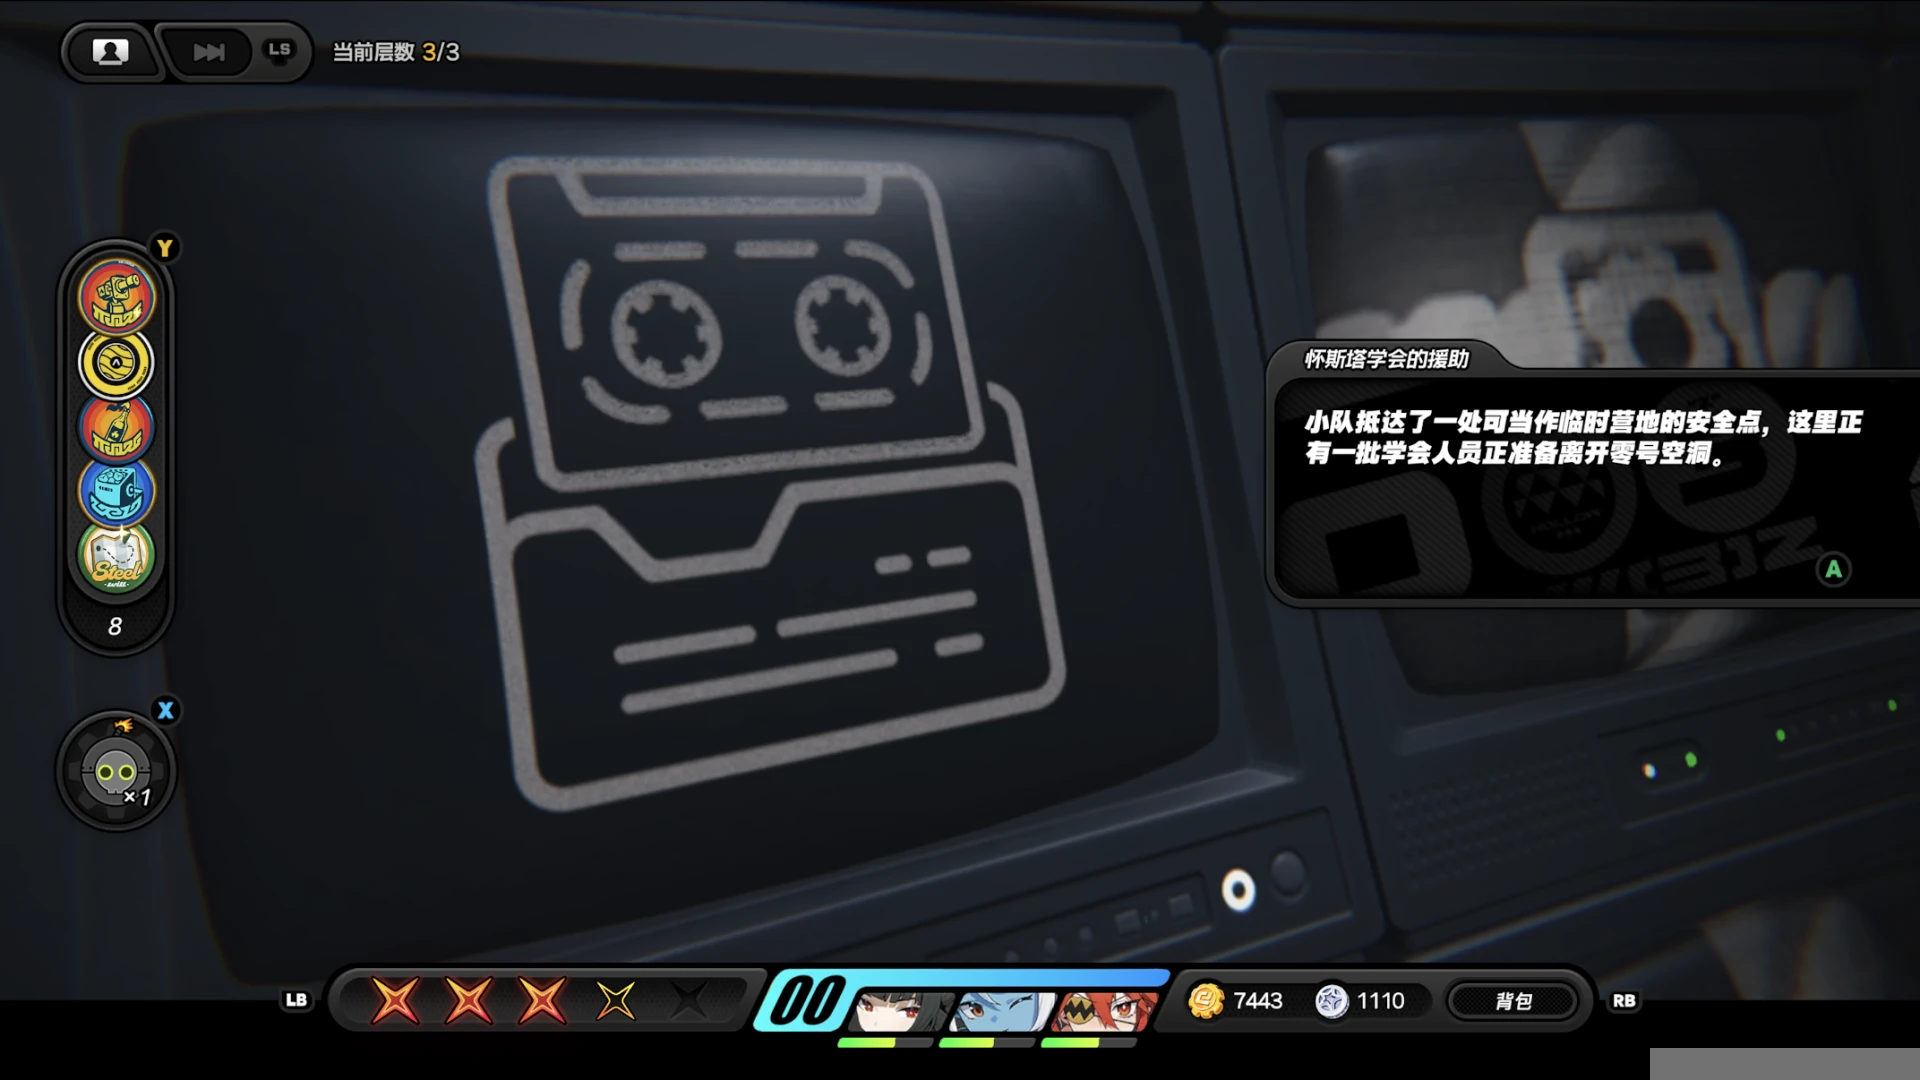 LS
当前层数 3/3
Y
Steel
8
X
×1
怀斯塔学会的援助
小队抵达了一处可当作临时营地的安全点，这里正
有一批学会人员正准备离开零号空洞。
A
LB
00
7443
1110
背包
RB